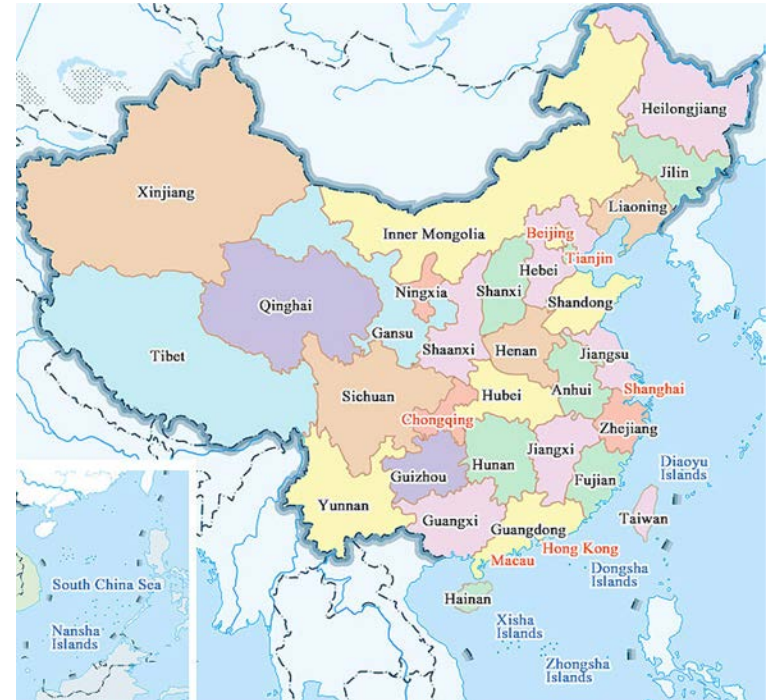 Heilongjiang
Jilin
Liaoning
Xinjiang
Inner Mongolia
Beijing
Tianjin
Hebei
Ningxia
Shanxi
Qinghai
Shandong
Gansu
Tibet
Shaanxi
Henan
Jiangsu
Sichuan
Hubei
Anhui
Shanghai
Chongqing
Zhejiang
Jiangxi
Hunan
Guizhou
Fujian
Diaoyu
Islands
Yunnan
Guangxi
Guangdong
Taiwan
Hong Kong
Macau
Dongsha
Islands
Hainan
Xisha
Islands
Zhongsha
Islands
South China Sea
Nansha
Islands